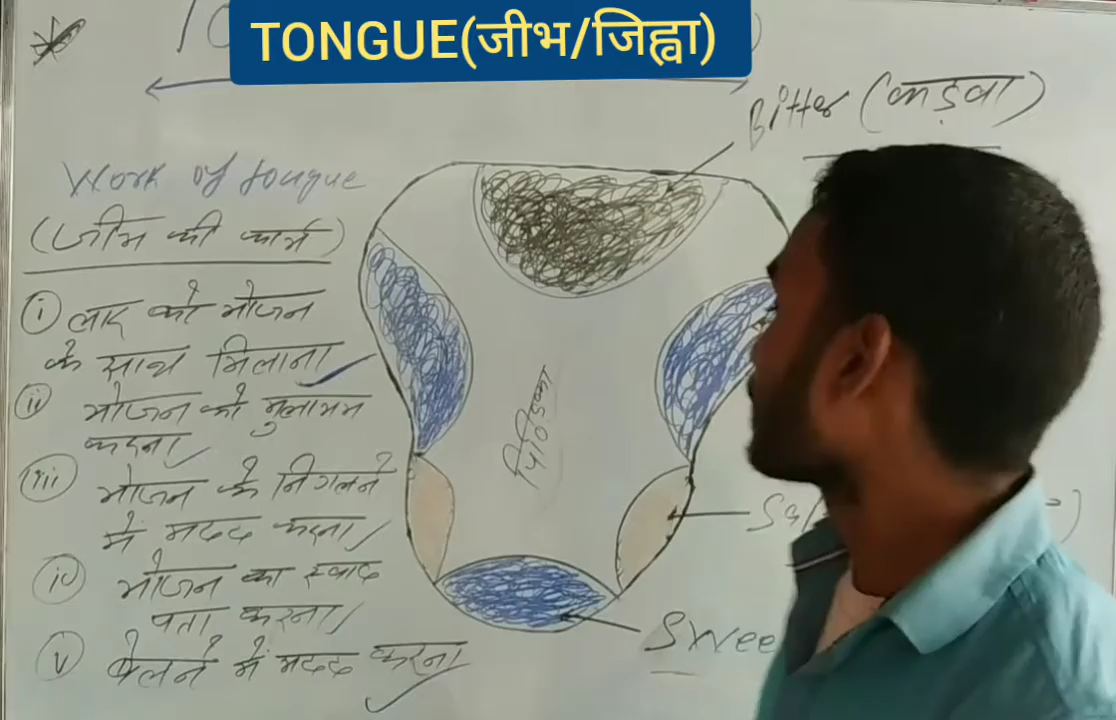 TONGUE(जीभ/जिह्वा)
Bitter (कड़वा)
Work of tongue
(जीभ की कार्य)
i लार को भोजन
के साथ मिलाना
ii भोजन को मुलायम
करना
iii भोजन के निगलने
में मदद करना
iv भोजन का स्वाद
पता करना
v बोलने में मदद करना